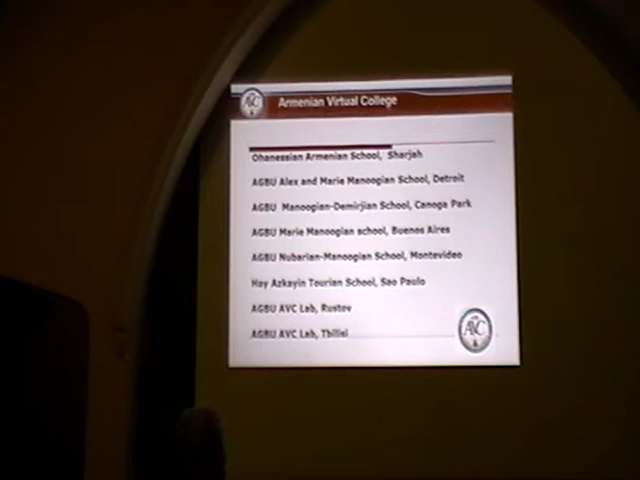 AVC
Armenian Virtual College
Ohanessian Armenian School, Sharjah
AGBU Alex and Marie Manoogian School, Detroit
AGBU Manoogian-Demirjian School, Canoga Park
AGBU Marie Manoogian school, Buenos Aires
AGBU Nubarian-Manoogian School, Montevideo
Hay Azkayin Tourian School, Sao Paulo
AGBU AVC Lab, Rustov
AGBU AVC Lab, Tbilisi
AVC